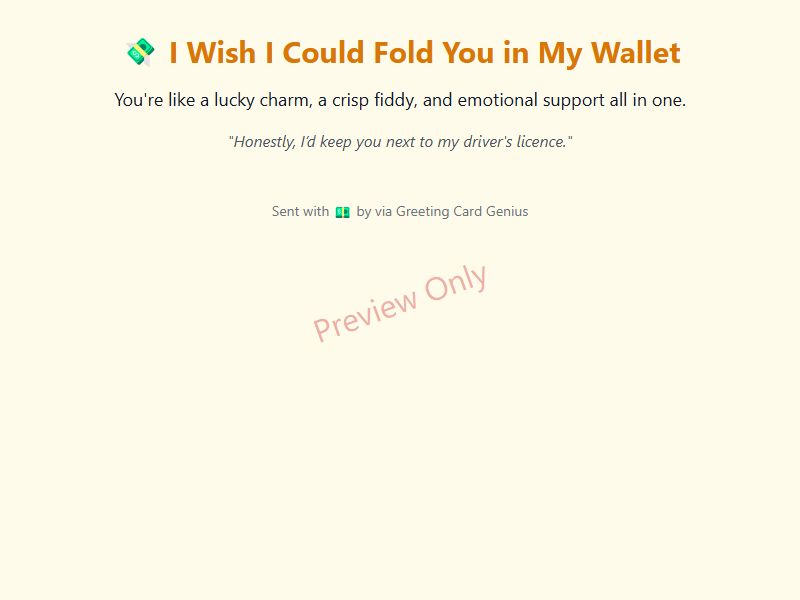 💸 I Wish I Could Fold You in My Wallet
You're like a lucky charm, a crisp fiddy, and emotional support all in one.
"Honestly, I'd keep you next to my driver's licence."
Sent with 💵 by via Greeting Card Genius
Preview Only